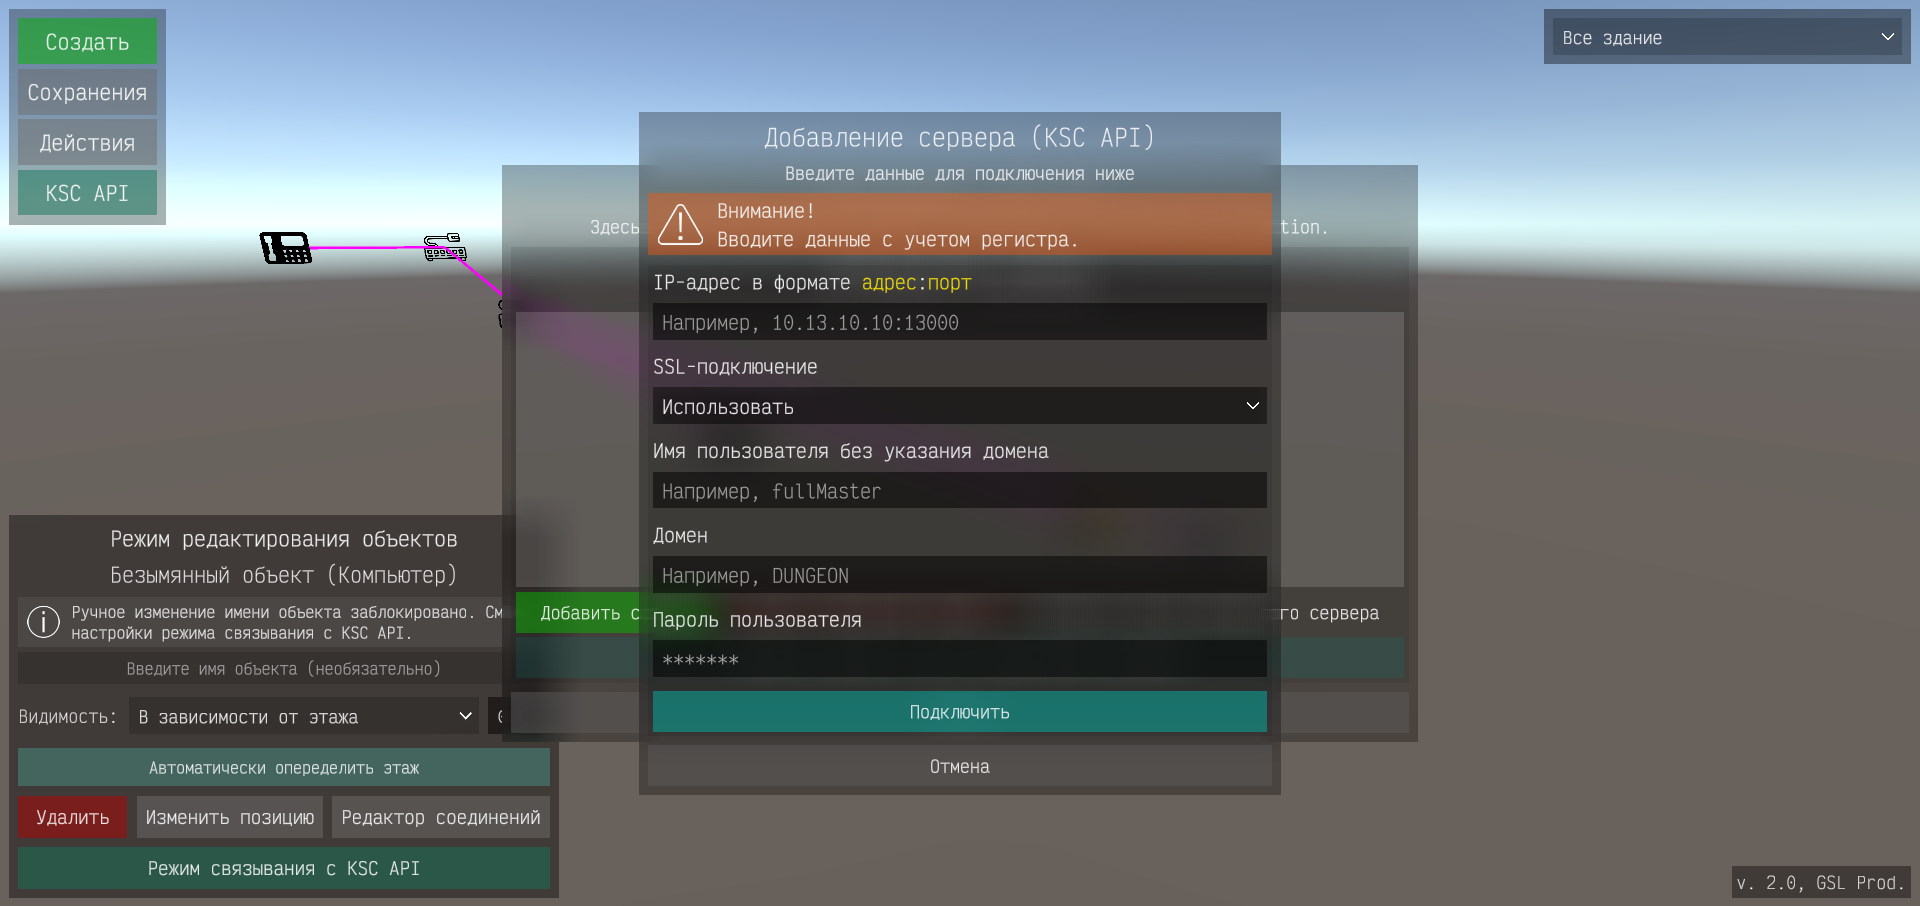 Создать
Сохранения
Действия
KSC API
Все здание
Добавление сервера (KSC API)
Введите данные для подключения ниже
Внимание!
Вводите данные с учетом регистра.
IP-адрес в формате адрес:порт
Например, 10.13.10.10:13000
SSL-подключение
Использовать
Имя пользователя без указания домена
Например, fullMaster
Домен
Например, DUNGEON
Пароль пользователя
*******
Подключить
Отмена
Здесь
tion.
Добавить с
го сервера
Режим редактирования объектов
Безымянный объект (Компьютер)
Ручное изменение имени объекта заблокировано. См
настройки режима связывания с KSC API.
Введите имя объекта (необязательно)
Видимость:
В зависимости от этажа
Автоматически опеределить этаж
Удалить
Изменить позицию
Редактор соединений
Режим связывания с KSC API
v. 2.0, GSL Prod.